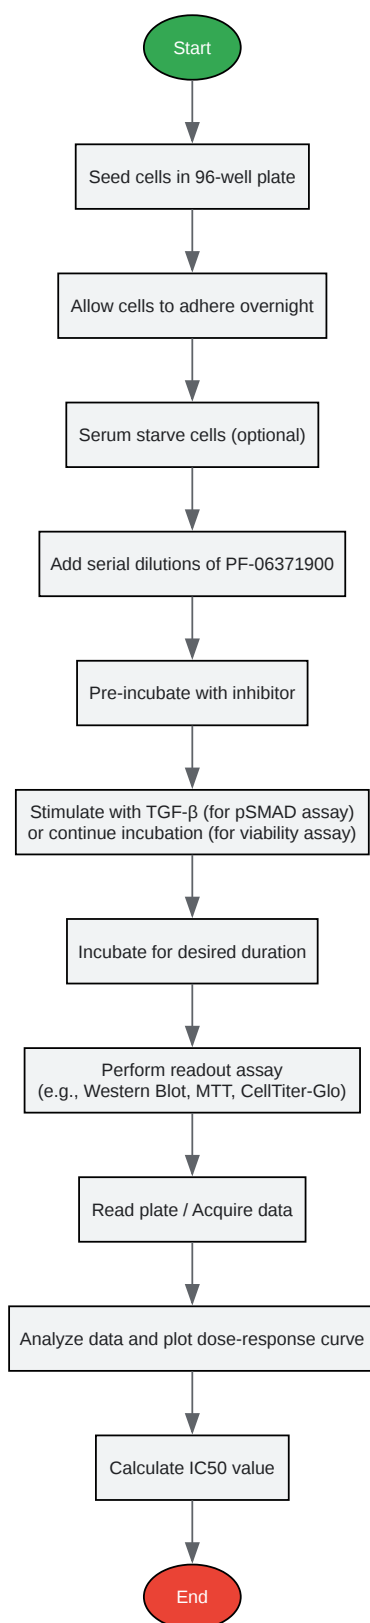 Start
Seed cells in 96-well plate
Allow cells to adhere overnight
Serum starve cells (optional)
Add serial dilutions of PF-06371900
Pre-incubate with inhibitor
Stimulate with TGF-β (for pSMAD assay)
or continue incubation (for viability assay)
Incubate for desired duration
Perform readout assay
(e.g., Western Blot, MTT, CellTiter-Glo)
Read plate / Acquire data
Analyze data and plot dose-response curve
Calculate IC50 value
End